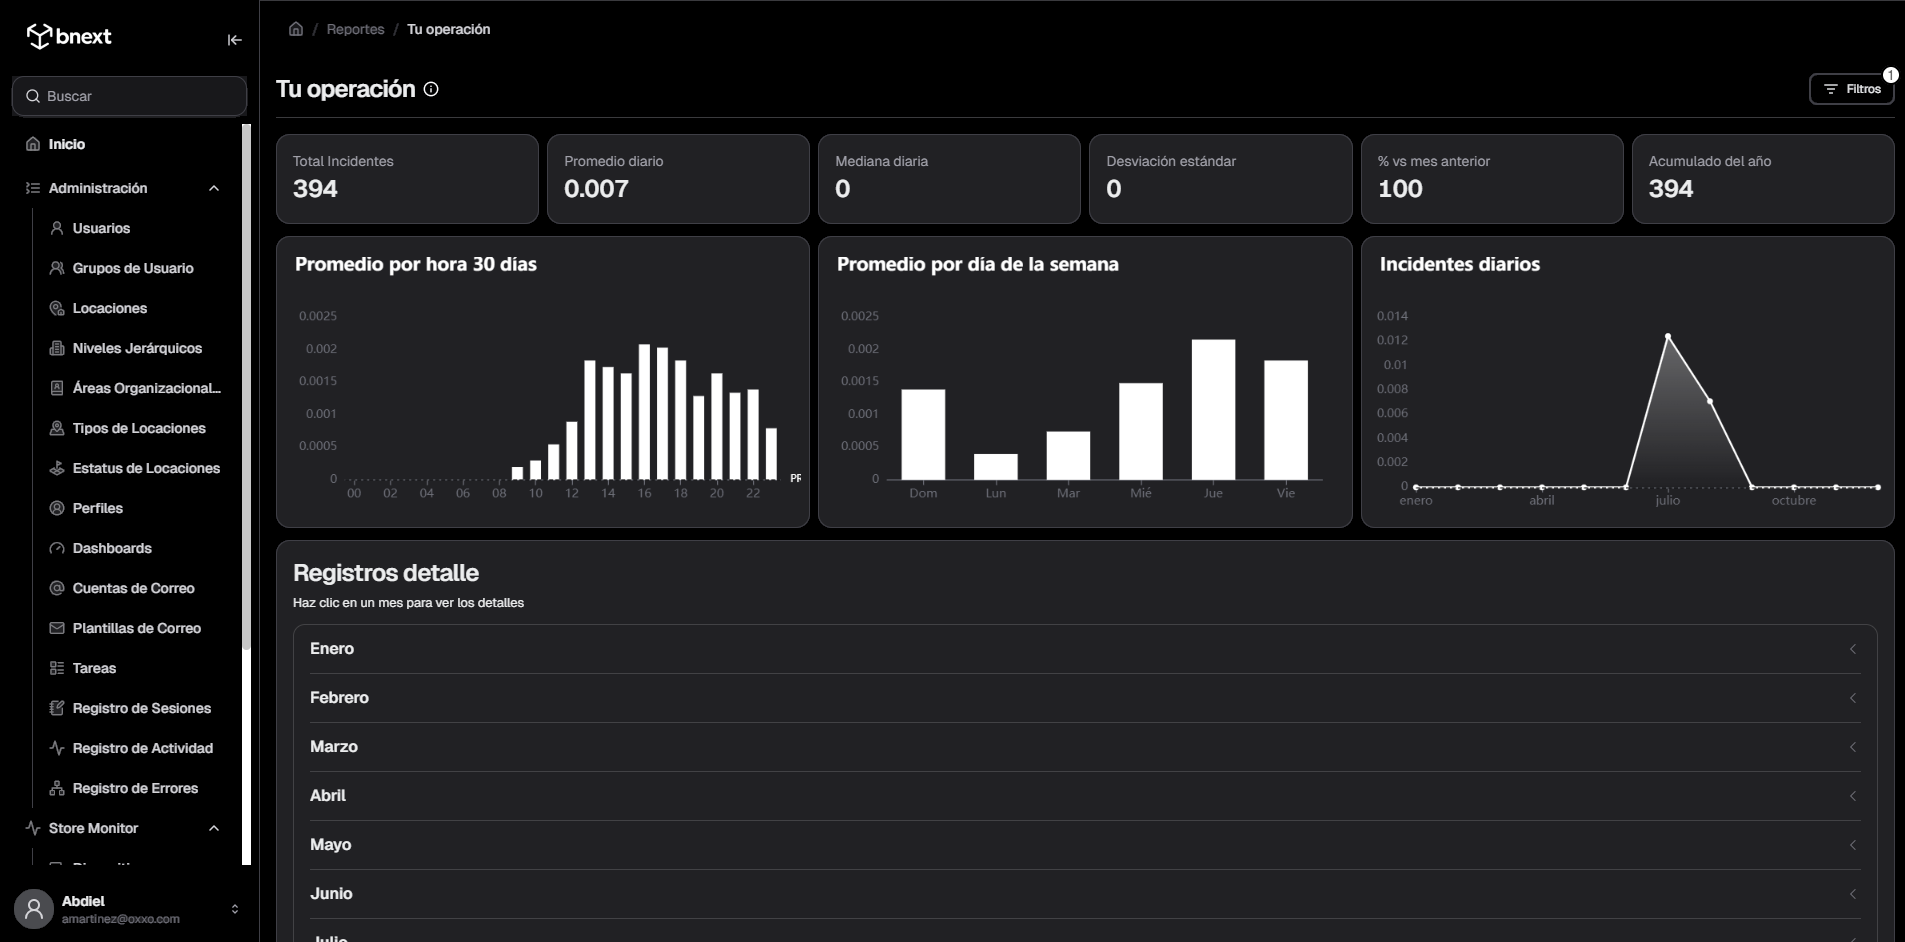 bnext
Buscar
Inicio
Administración
Usuarios
Grupos de Usuario
Locaciones
Niveles Jerárquicos
Áreas Organizacional...
Tipos de Locaciones
Estatus de Locaciones
Perfiles
Dashboards
Cuentas de Correo
Plantillas de Correo
Tareas
Registro de Sesiones
Registro de Actividad
Registro de Errores
Store Monitor
Abdiel
amartinez@oxxo.com
/ Reportes / Tu operación
Tu operación
Filtros
1
Total Incidentes
394
Promedio diario
0.007
Mediana diaria
0
Desviación estándar
0
% vs mes anterior
100
Acumulado del año
394
Promedio por hora 30 días
0.0025
0.002
0.0015
0.001
0.0005
0
00 02 04 06 08 10 12 14 16 18 20 22
PR
Promedio por día de la semana
0.0025
0.002
0.0015
0.001
0.0005
0
Dom Lun Mar Mié Jue Vie
Incidentes diarios
0.014
0.012
0.01
0.008
0.006
0.004
0.002
0
enero abril julio octubre
Registros detalle
Haz clic en un mes para ver los detalles
Enero
Febrero
Marzo
Abril
Mayo
Junio
Julio